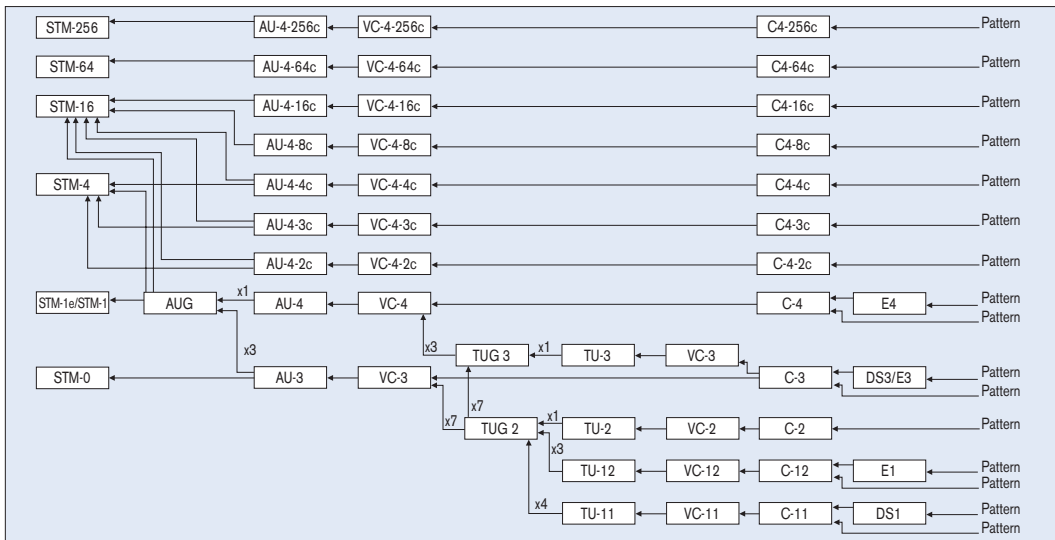 STM-256 AU-4-256c VC-4-256c C4-256c Pattern
STM-64 AU-4-64c VC-4-64c C4-64c Pattern
STM-16 AU-4-16c VC-4-16c C4-16c Pattern
AU-4-8c VC-4-8c C4-8c Pattern
STM-4 AU-4-4c VC-4-4c C4-4c Pattern
AU-4-3c VC-4-3c C4-3c Pattern
AU-4-2c VC-4-2c C-4-2c Pattern
STM-1e/STM-1 AUG x1 AU-4 VC-4 C-4 E4 Pattern
Pattern
x3 x3 TUG 3 x1 TU-3 VC-3
STM-0 AU-3 VC-3 C-3 DS3/E3 Pattern
Pattern
x7 x7 TUG 2 x1 TU-2 VC-2 C-2 Pattern
x3 TU-12 VC-12 C-12 E1 Pattern
Pattern
x4 TU-11 VC-11 C-11 DS1 Pattern
Pattern